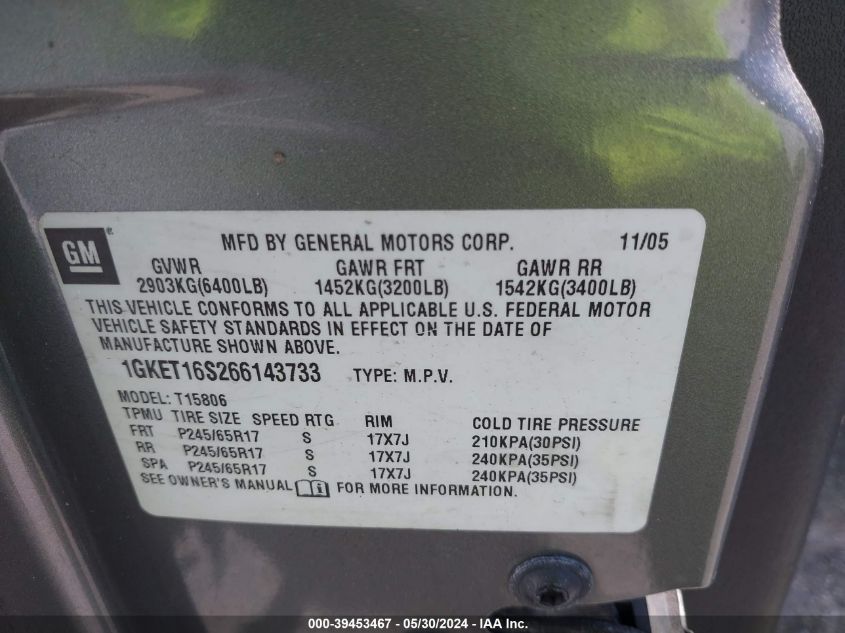 GM ®
MFD BY GENERAL MOTORS CORP. 11/05
GVWR GAWR FRT GAWR RR
2903KG(6400LB) 1452KG(3200LB) 1542KG(3400LB)
THIS VEHICLE CONFORMS TO ALL APPLICABLE U.S. FEDERAL MOTOR
VEHICLE SAFETY STANDARDS IN EFFECT ON THE DATE OF
MANUFACTURE SHOWN ABOVE.
1GKET16S266143733 TYPE: M.P.V.
MODEL: T15806
TPMU TIRE SIZE SPEED RTG RIM COLD TIRE PRESSURE
FRT P245/65R17 S 17X7J 210KPA(30PSI)
RR P245/65R17 S 17X7J 240KPA(35PSI)
SPA P245/65R17 S 17X7J 240KPA(35PSI)
SEE OWNER'S MANUAL i FOR MORE INFORMATION.
000-39453467 - 05/30/2024 - IAAI.com